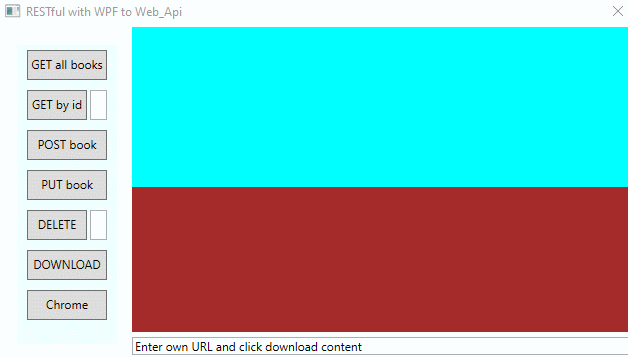 RESTful with WPF to Web_Api
GET all books
GET by id
POST book
PUT book
DELETE
DOWNLOAD
Chrome
Enter own URL and click download content